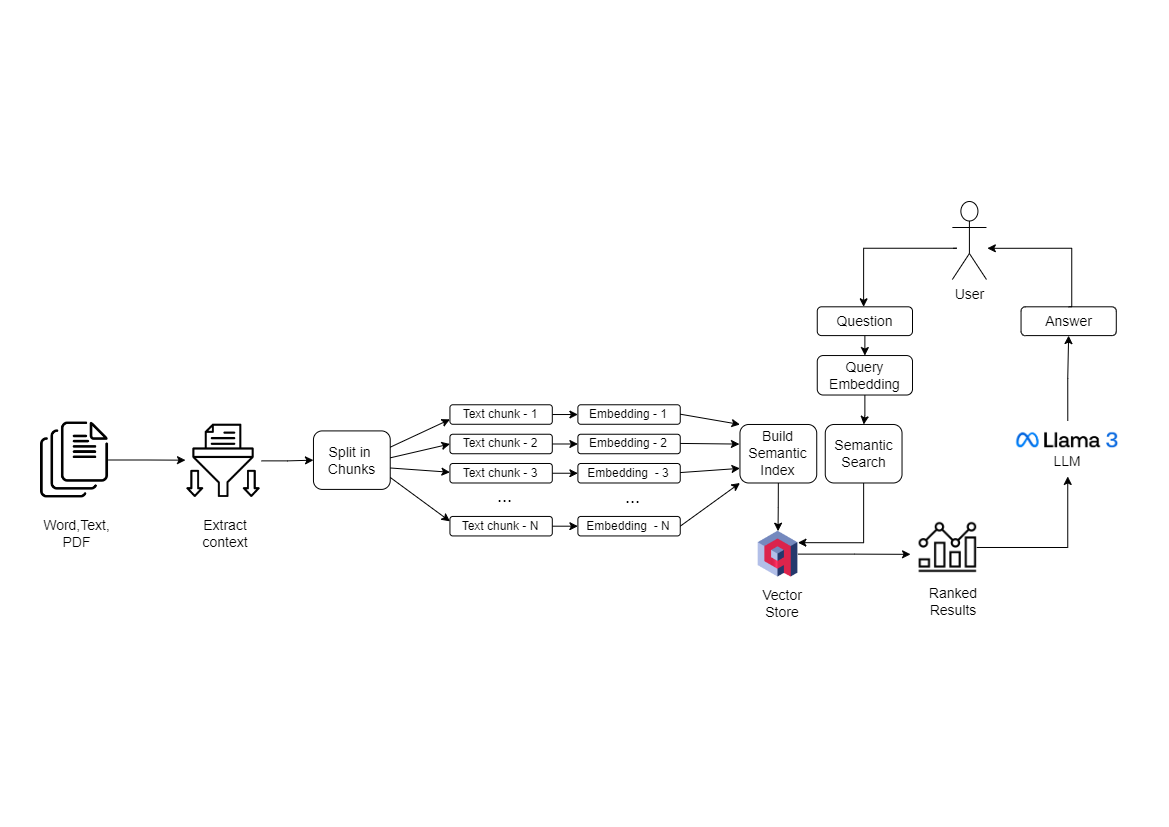 Word,Text,
PDF
Extract
context
Split in
Chunks
Text chunk - 1
Text chunk - 2
Text chunk - 3
...
Text chunk - N
Embedding - 1
Embedding - 2
Embedding - 3
...
Embedding - N
Build
Semantic
Index
Vector
Store
User
Question
Query
Embedding
Semantic
Search
Ranked
Results
Llama 3
LLM
Answer